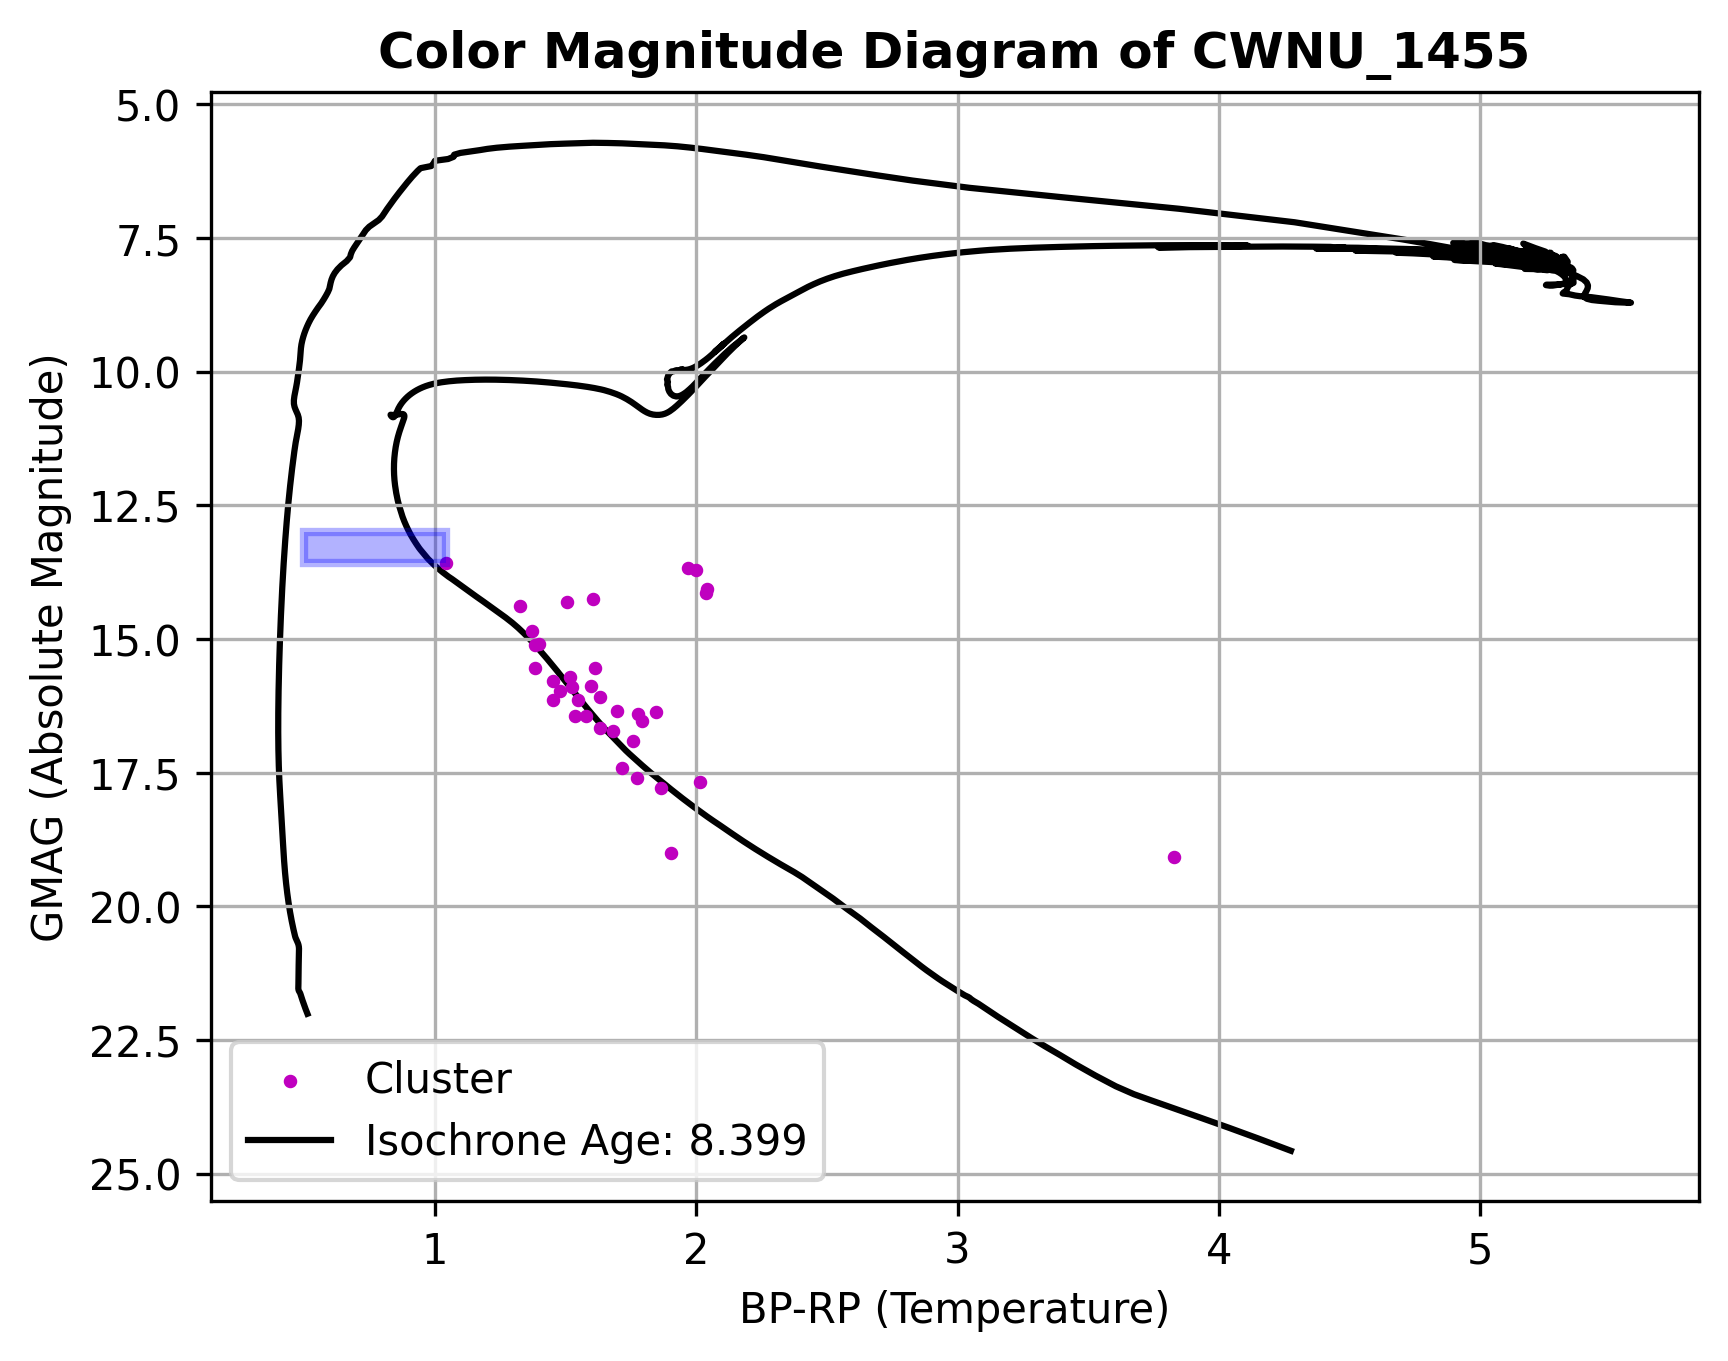 Color Magnitude Diagram of CWNU_1455
GMAG (Absolute Magnitude)
5.0
7.5
10.0
12.5
15.0
17.5
20.0
22.5
25.0
Cluster
Isochrone Age: 8.399
1 2 3 4 5
BP-RP (Temperature)